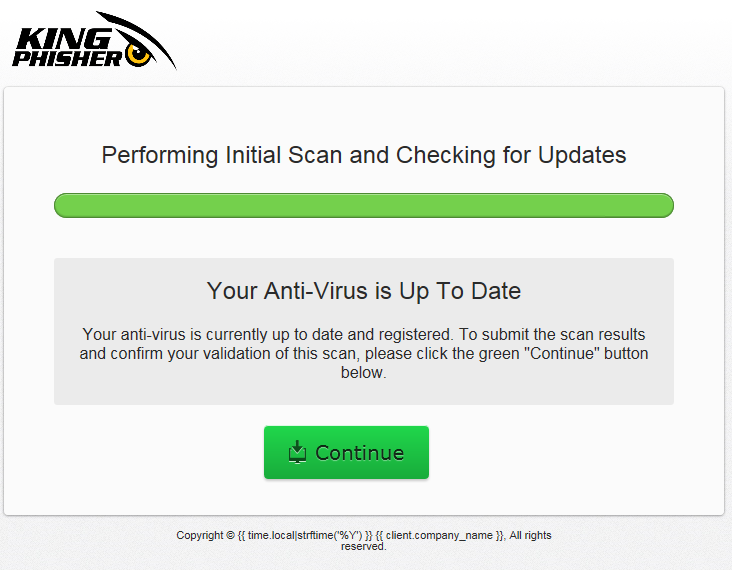 KING
PHISHER
Performing Initial Scan and Checking for Updates
Your Anti-Virus is Up To Date
Your anti-virus is currently up to date and registered. To submit the scan results
and confirm your validation of this scan, please click the green "Continue" button
below.
Continue
Copyright © {{ time.local|strftime('%Y') }} {{ client.company_name }}, All rights
reserved.